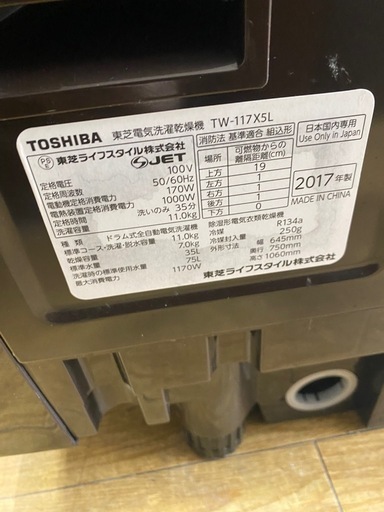 TOSHIBA 東芝電気洗濯乾燥機 TW-117X5L
PS E 東芝ライフスタイル株式会社
JET
定格電圧 100V
定格周波数 50/60Hz
電動機定格消費電力 170W
電熱装置定格消費電力 1000W
定格時間 洗いのみ 35分
洗濯容量 11.0kg
消防法 基準適合 組込形
場所 可燃物からの離隔距離(cm)
上方 19
左方 1
右方 1
前方 1
後方 1
下方 0
日本国内専用
Use only in Japan
2017年製
MADE IN CHINA
種類 ドラム式全自動電気洗濯機
標準コース・洗濯・脱水容量 11.0kg
乾燥容量 7.0kg
標準水量 35L
洗濯時の標準使用水量 75L
最大消費電力 1170W
除湿形電気衣類乾燥機
冷媒 R134a
冷媒封入量 250g
外形寸法 幅 645mm
奥行 750mm
高さ 1060mm
東芝ライフスタイル株式会社